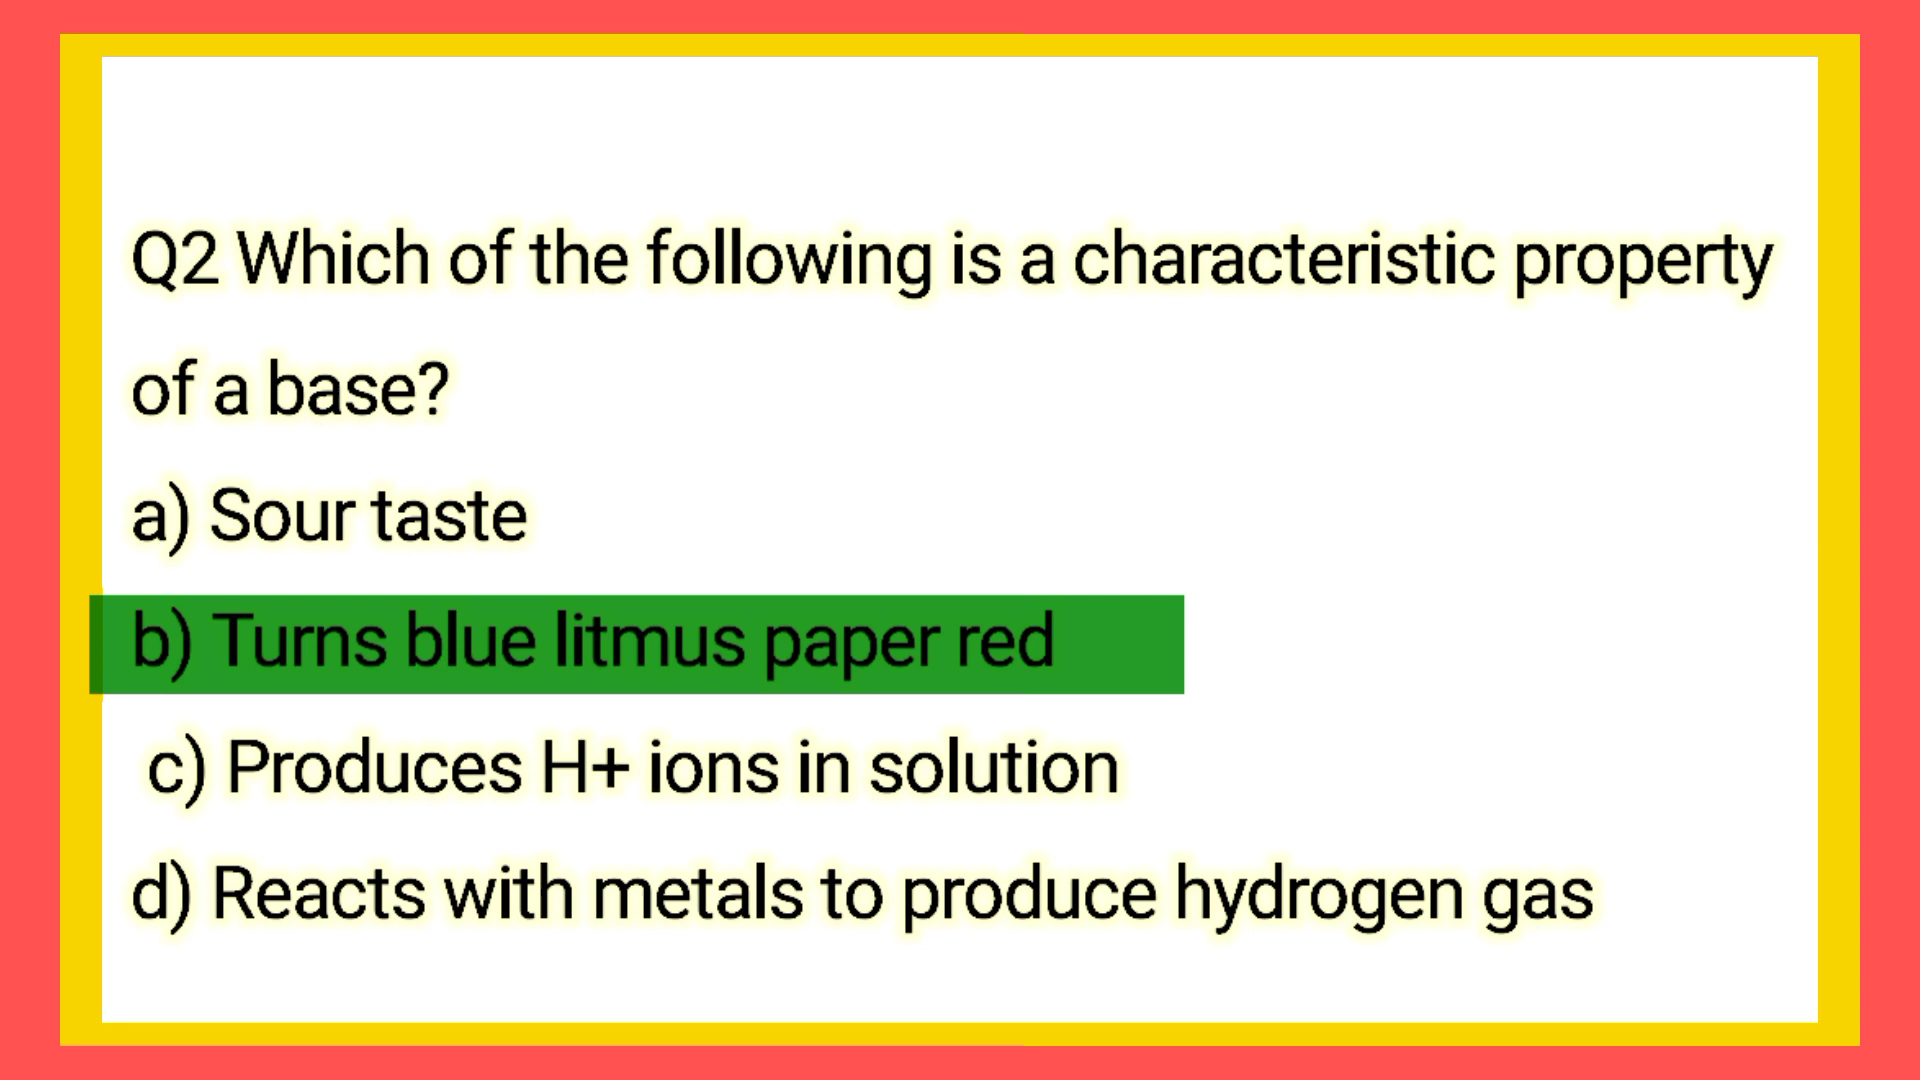 Q2 Which of the following is a characteristic property
of a base?
a) Sour taste
b) Turns blue litmus paper red
c) Produces H+ ions in solution
d) Reacts with metals to produce hydrogen gas